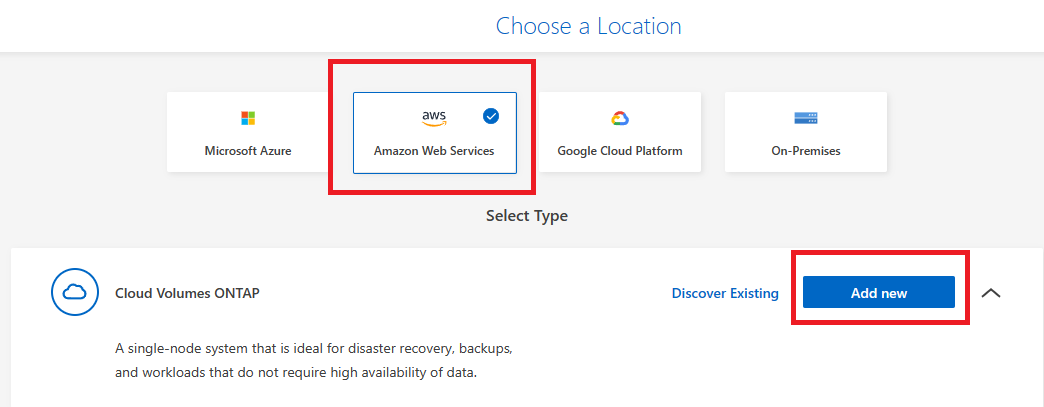 Choose a Location
aws
Microsoft Azure
Amazon Web Services
Google Cloud Platform
On-Premises
Select Type
Cloud Volumes ONTAP
Discover Existing
Add new
A single-node system that is ideal for disaster recovery, backups,
and workloads that do not require high availability of data.